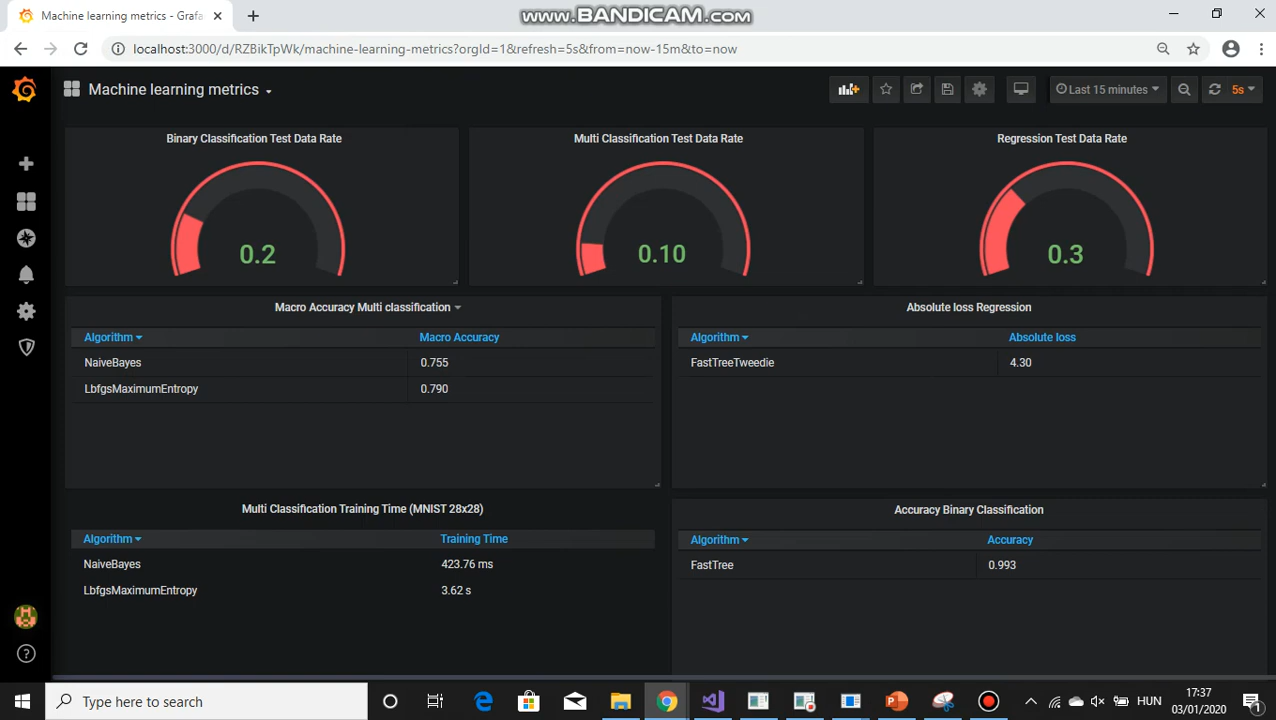 Machine learning metrics - Grafa
www.BANDICAM.com
localhost:3000/d/RZBikTpWk/machine-learning-metrics?orgId=1&refresh=5s&from=now-15m&to=now
Machine learning metrics
Last 15 minutes
5s
Binary Classification Test Data Rate
0.2
Multi Classification Test Data Rate
0.10
Regression Test Data Rate
0.3
Macro Accuracy Multi classification
Algorithm Macro Accuracy
NaiveBayes 0.755
LbfgsMaximumEntropy 0.790
Absolute loss Regression
Algorithm Absolute loss
FastTreeTweedie 4.30
Multi Classification Training Time (MNIST 28x28)
Algorithm Training Time
NaiveBayes 423.76 ms
LbfgsMaximumEntropy 3.62 s
Accuracy Binary Classification
Algorithm Accuracy
FastTree 0.993
Type here to search
HUN
17:37
03/01/2020
1